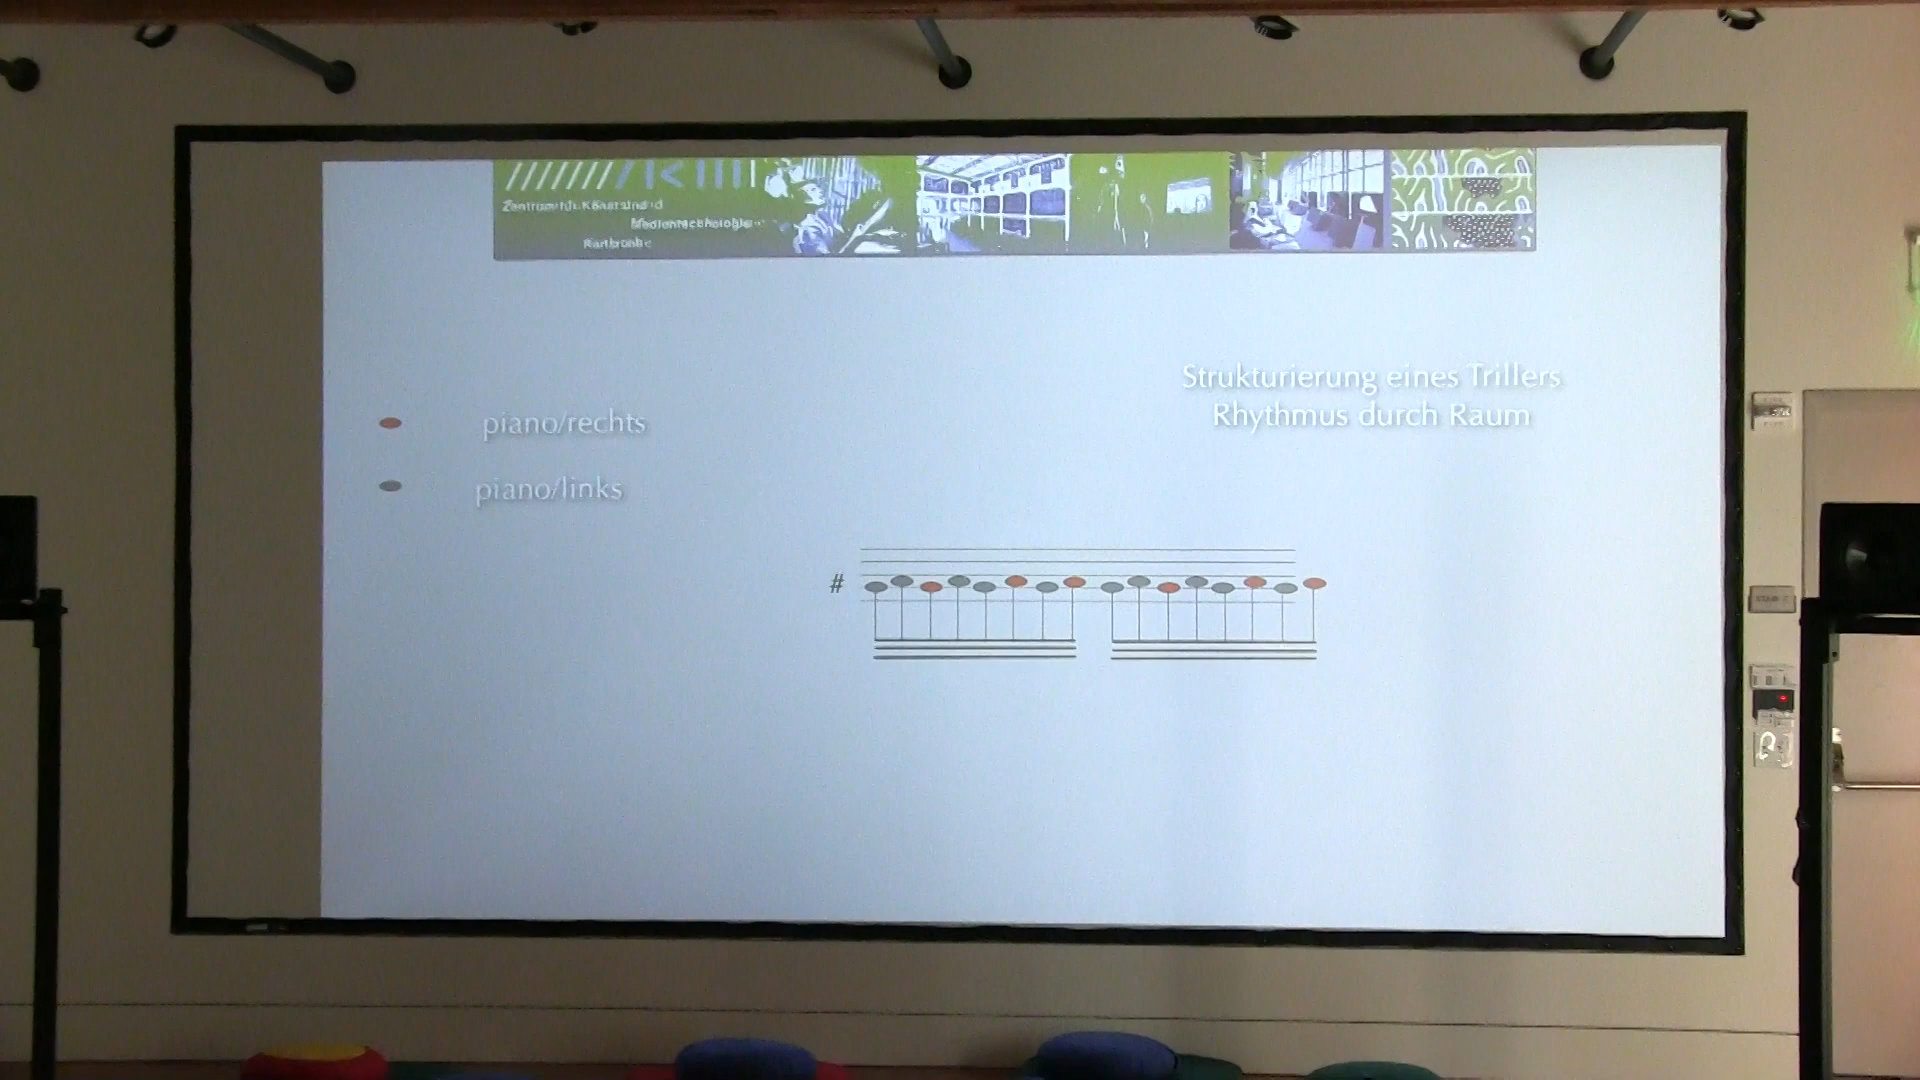 Zentrum für Kunst und
Medientechnologie
Karlsruhe
Strukturierung eines Trillers
Rhythmus durch Raum
piano/rechts
piano/links
#